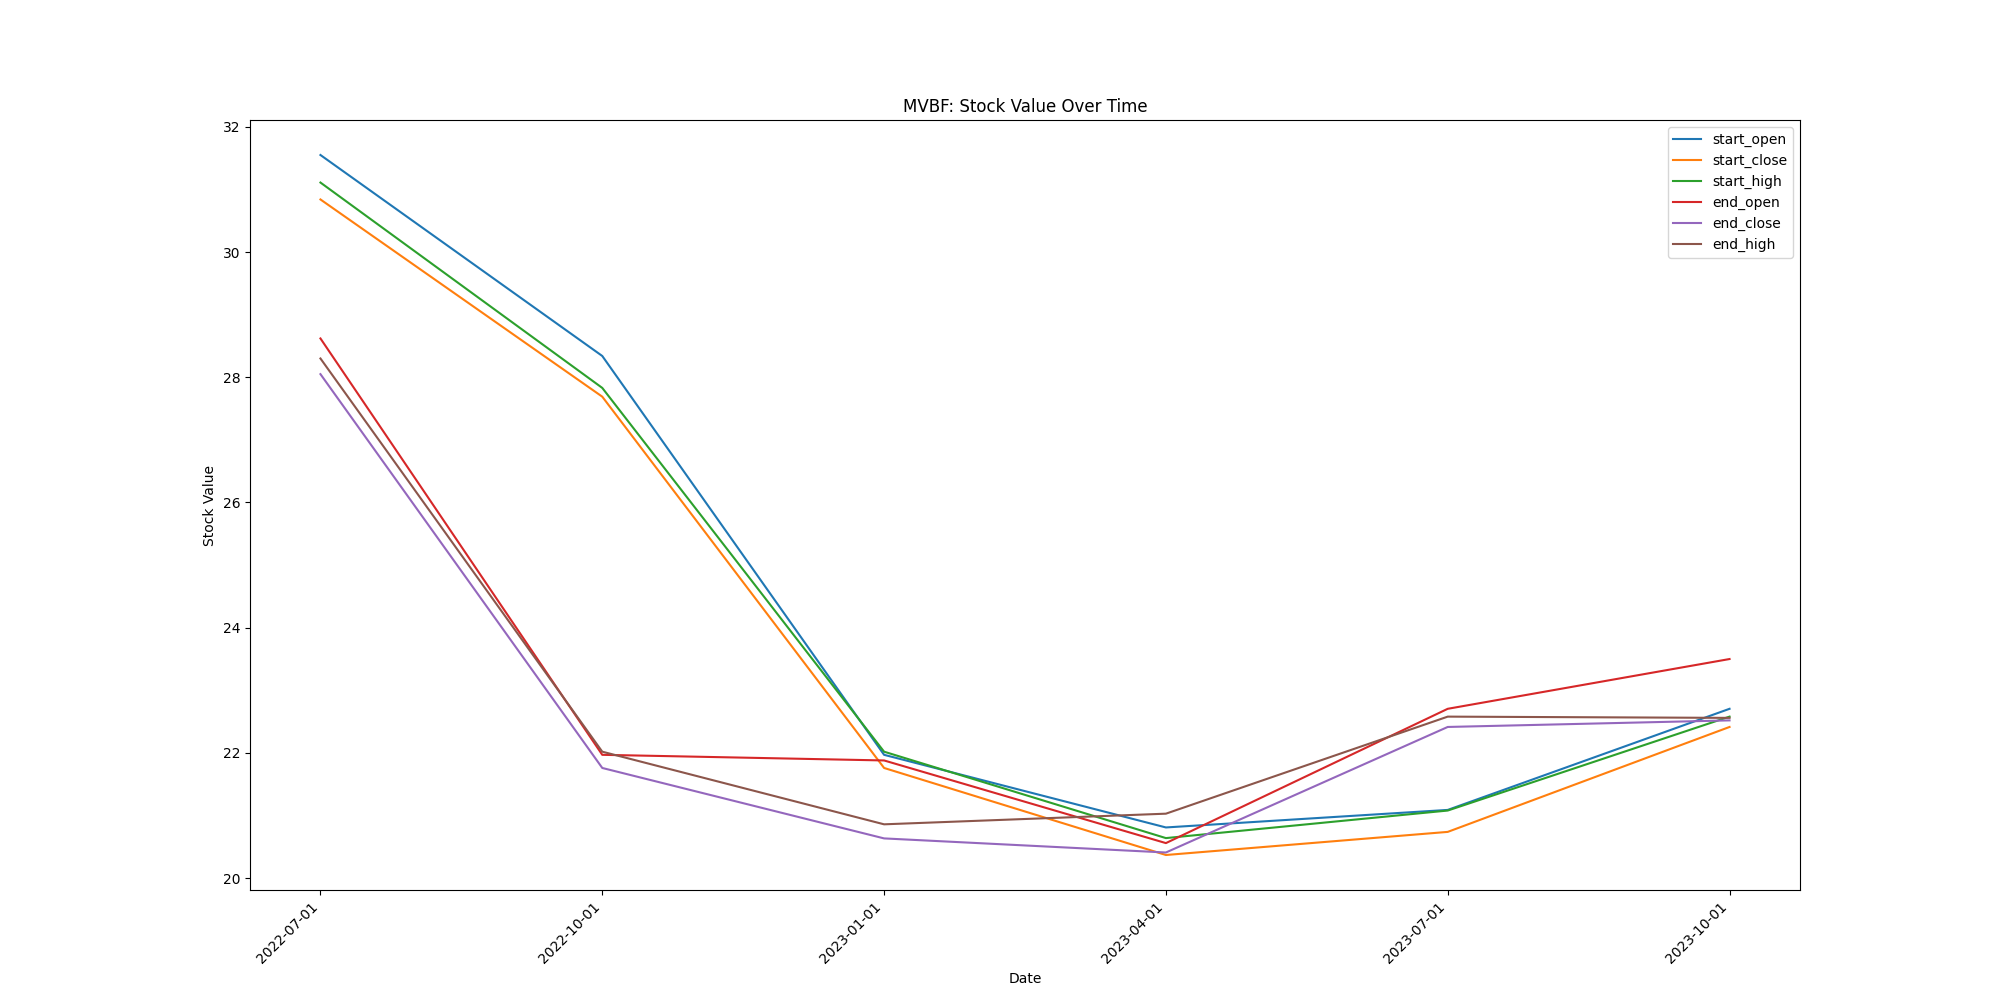 MVBF: Stock Value Over Time
32
30
28
26
24
22
20
Stock Value
start_open
start_close
start_high
end_open
end_close
end_high
2022-07-01
2022-10-01
2023-01-01
2023-04-01
2023-07-01
2023-10-01
Date